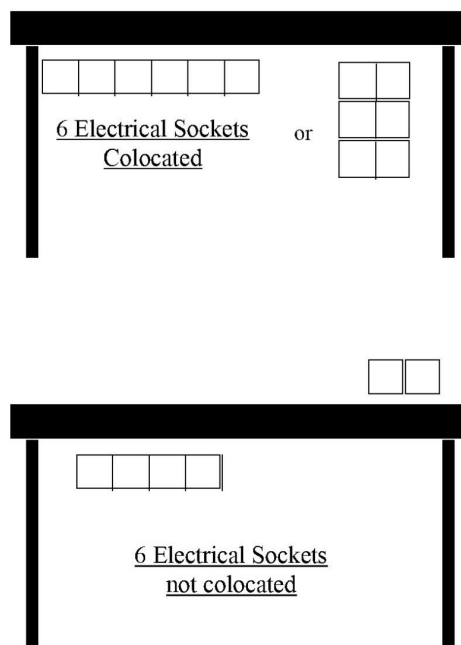 6 Electrical Sockets
Colocated
or
6 Electrical Sockets
not colocated